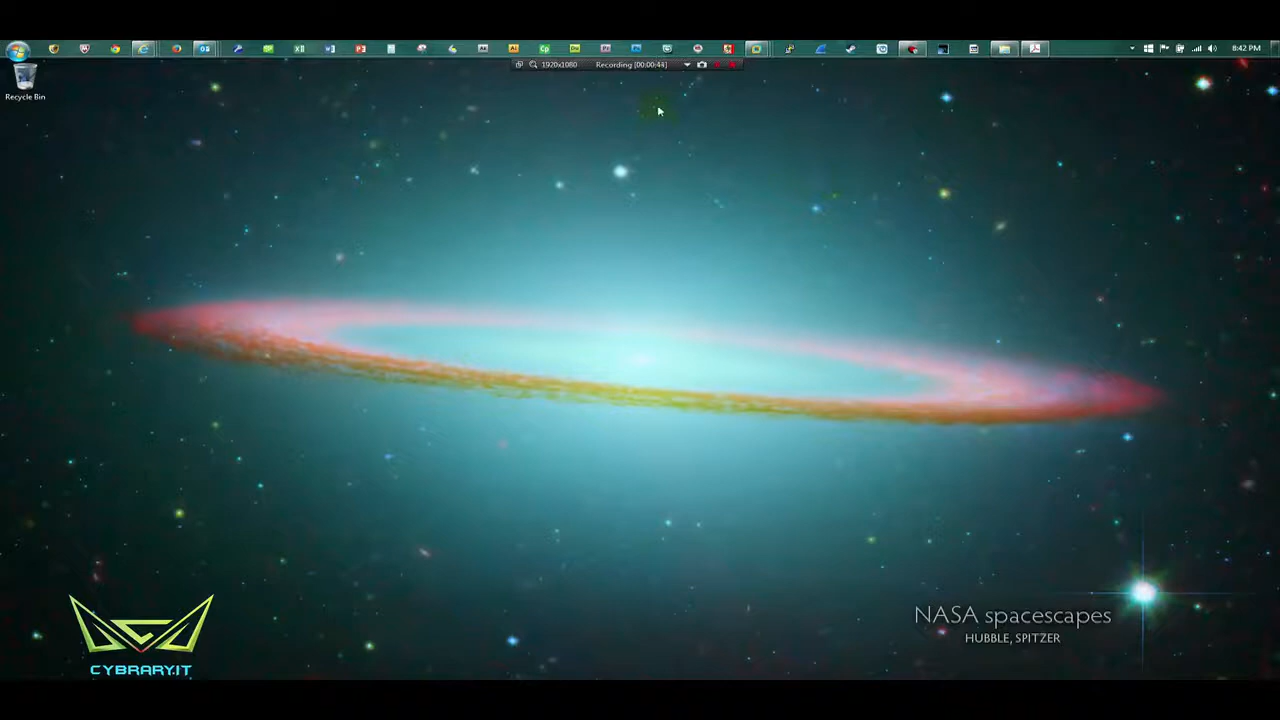 8:42 PM
1920x1080 Recording [00:00:44]
Recycle Bin
NASA spacescapes
HUBBLE, SPITZER
CYBRARY.IT